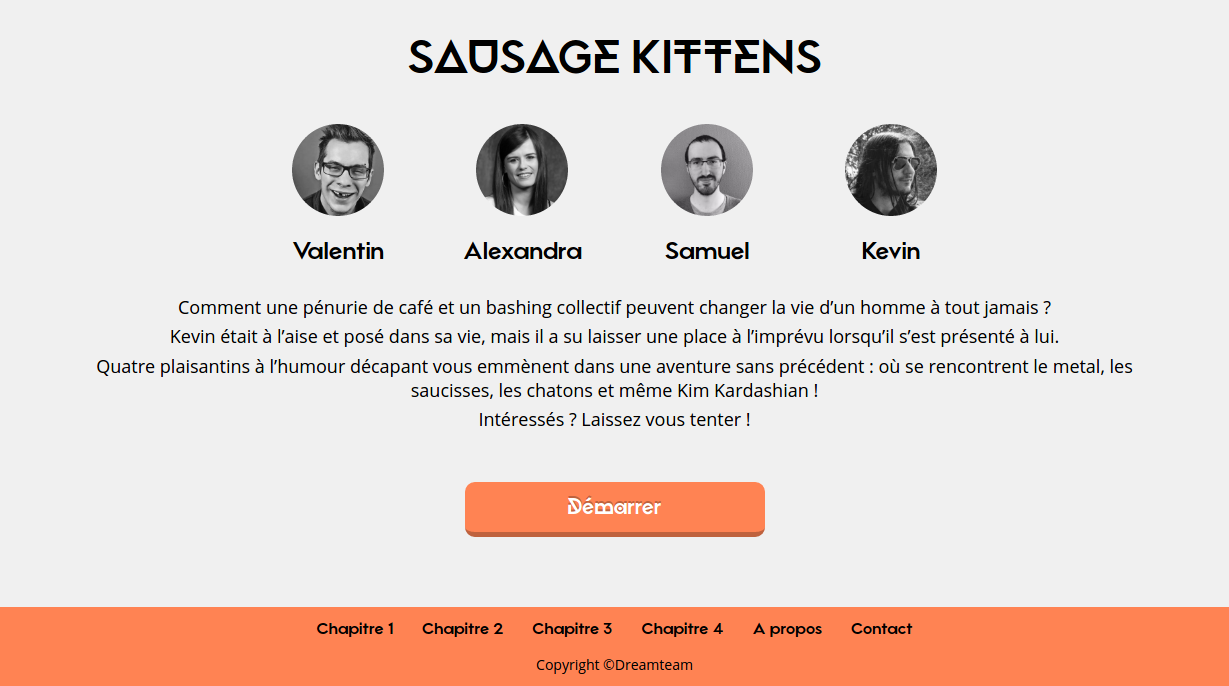 SAUSAGE KITTENS
Valentin Alexandra Samuel Kevin
Comment une pénurie de café et un bashing collectif peuvent changer la vie d’un homme à tout jamais ?
Kevin était à l’aise et posé dans sa vie, mais il a su laisser une place à l’imprévu lorsqu’il s’est présenté à lui.
Quatre plaisantins à l’humour décapant vous emmènent dans une aventure sans précédent : où se rencontrent le metal, les
saucisses, les chatons et même Kim Kardashian !
Intéressés ? Laissez vous tenter !
Démarrer
Chapitre 1 Chapitre 2 Chapitre 3 Chapitre 4 A propos Contact
Copyright ©Dreamteam